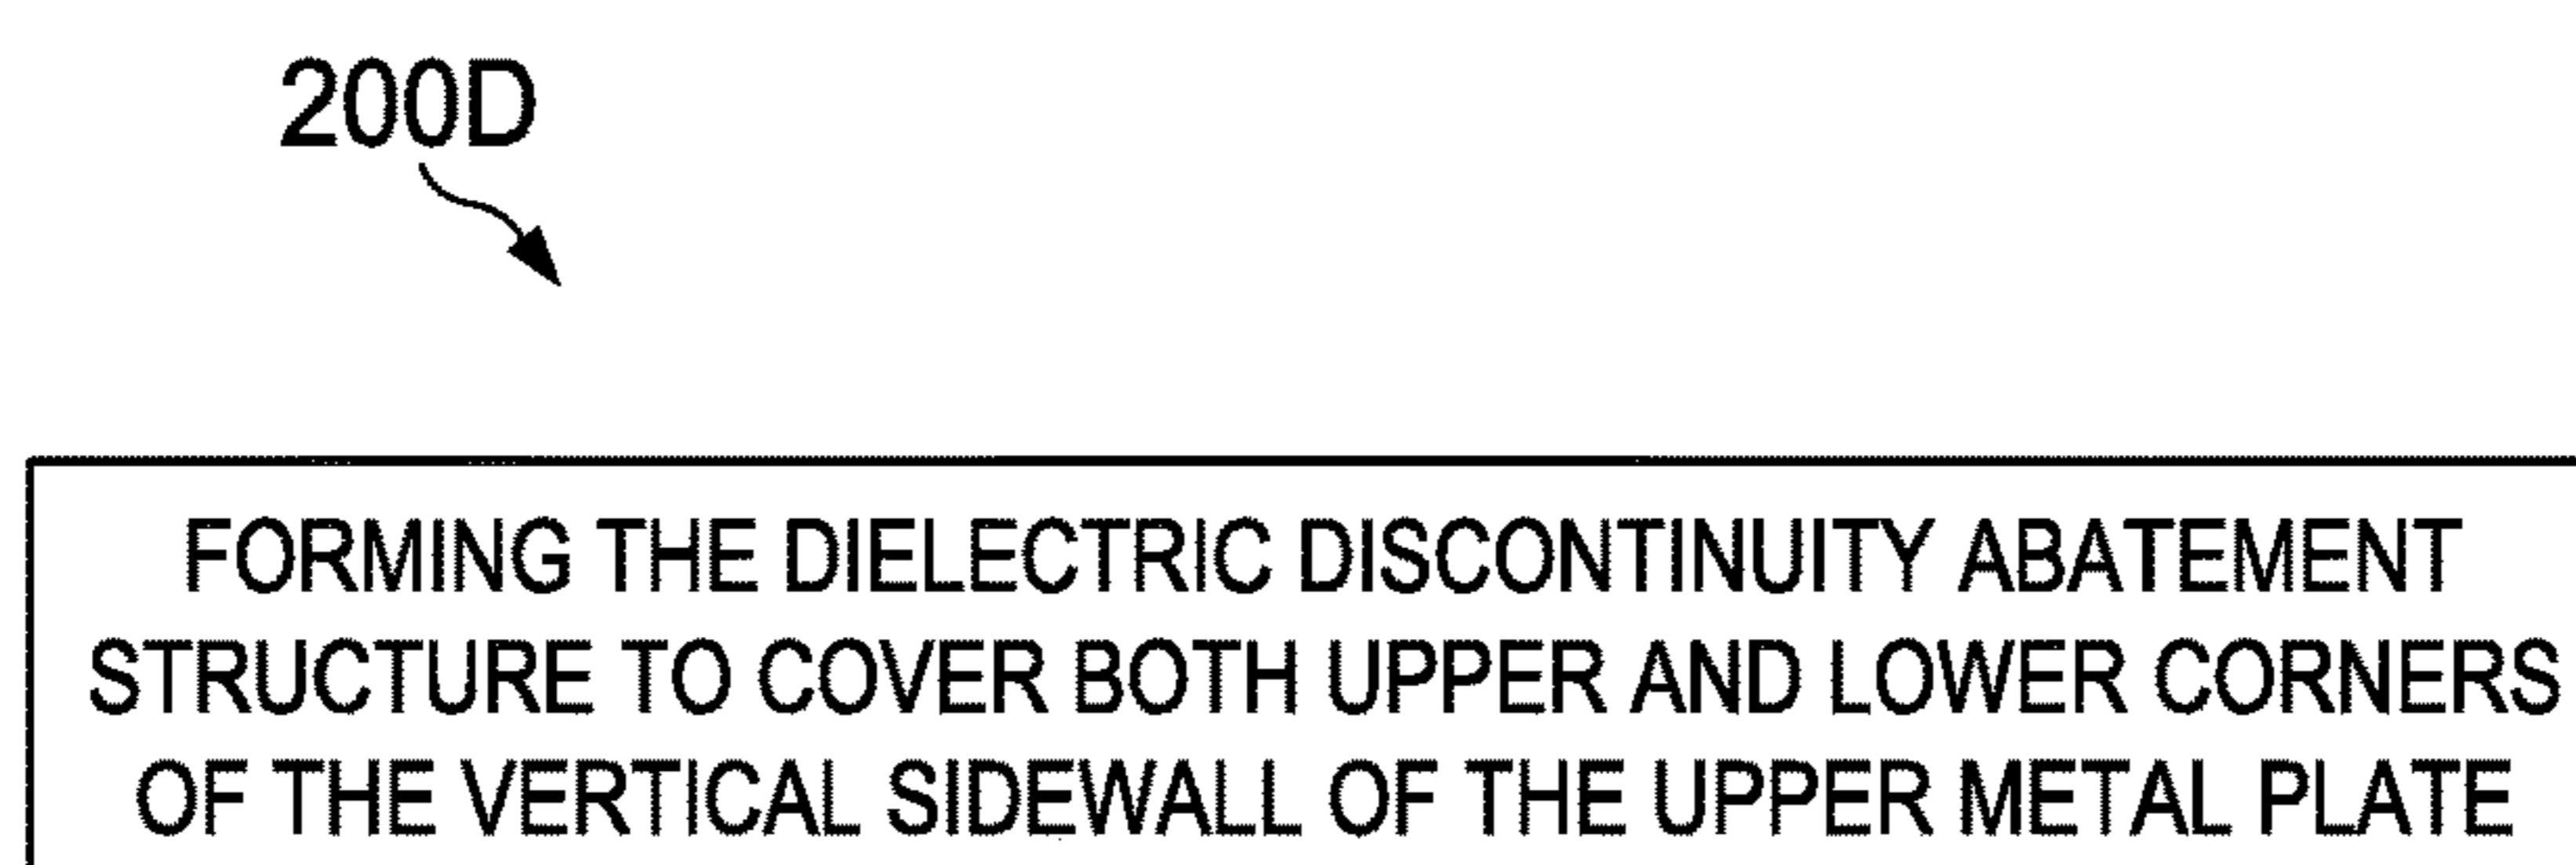 200D
FORMING THE DIELECTRIC DISCONTINUITY ABATEMENT
STRUCTURE TO COVER BOTH UPPER AND LOWER CORNERS
OF THE VERTICAL SIDEWALL OF THE UPPER METAL PLATE